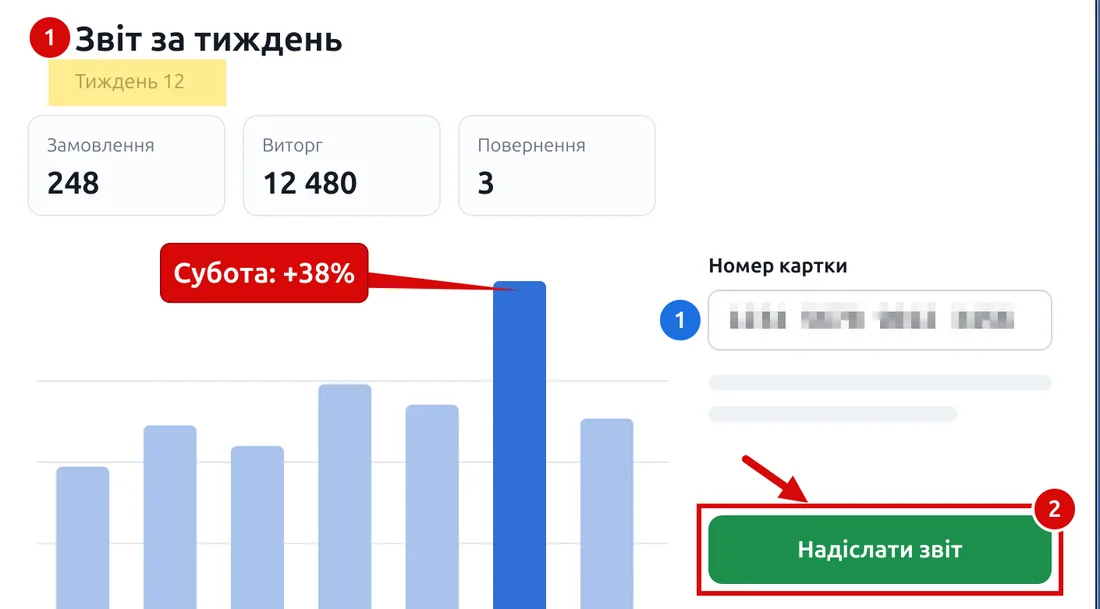 1 Звіт за тиждень
Тиждень 12
Замовлення
248
Виторг
12 480
Повернення
3
Субота: +38%
Номер картки
1
2
Надіслати звіт